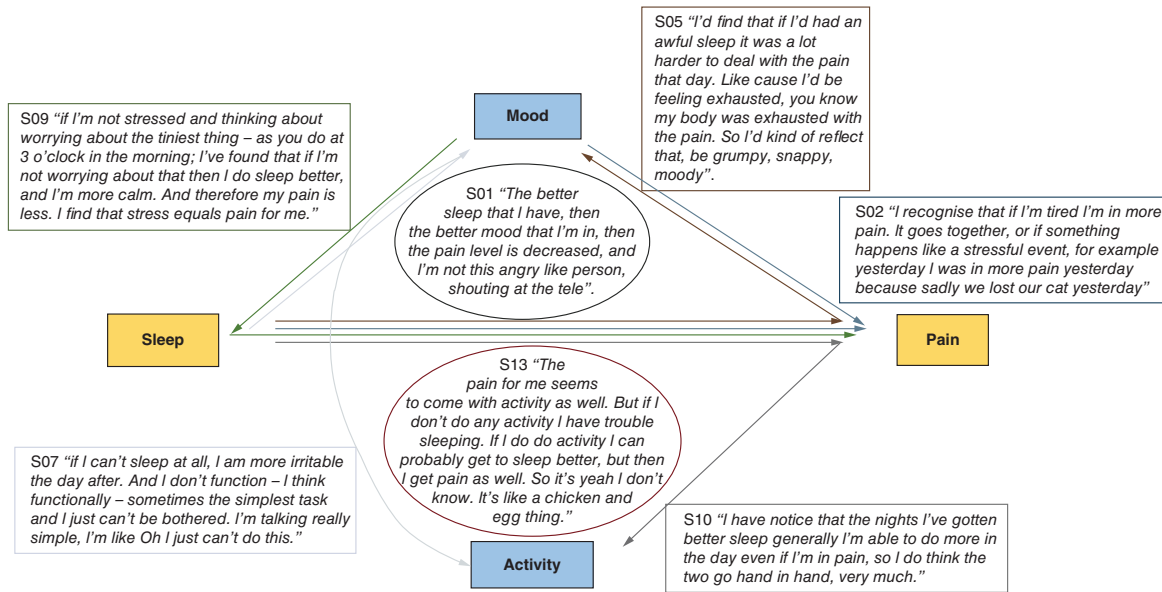 S05 “I’d find that if I’d had an
awful sleep it was a lot
harder to deal with the pain
that day. Like cause I’d be
feeling exhausted, you know
my body was exhausted with
the pain. So I’d kind of reflect
that, be grumpy, snappy,
moody”.
Mood
S09 “if I’m not stressed and thinking about
worrying about the tiniest thing – as you do at
3 o’clock in the morning; I’ve found that if I’m
not worrying about that then I do sleep better,
and I’m more calm. And therefore my pain is
less. I find that stress equals pain for me.”
S01 “The better
sleep that I have, then
the better mood that I’m in, then
the pain level is decreased, and
I’m not this angry like person,
shouting at the tele”.
S02 “I recognise that if I’m tired I’m in more
pain. It goes together, or if something
happens like a stressful event, for example
yesterday I was in more pain yesterday
because sadly we lost our cat yesterday”
Sleep
Pain
S13 “The
pain for me seems
to come with activity as well. But if I
don’t do any activity I have trouble
sleeping. If I do do activity I can
probably get to sleep better, but then
I get pain as well. So it’s yeah I don’t
know. It’s like a chicken and
egg thing.”
S07 “if I can’t sleep at all, I am more irritable
the day after. And I don’t function – I think
functionally – sometimes the simplest task
and I just can’t be bothered. I’m talking really
simple, I’m like Oh I just can’t do this.”
S10 “I have notice that the nights I’ve gotten
better sleep generally I’m able to do more in
the day even if I’m in pain, so I do think the
two go hand in hand, very much.”
Activity